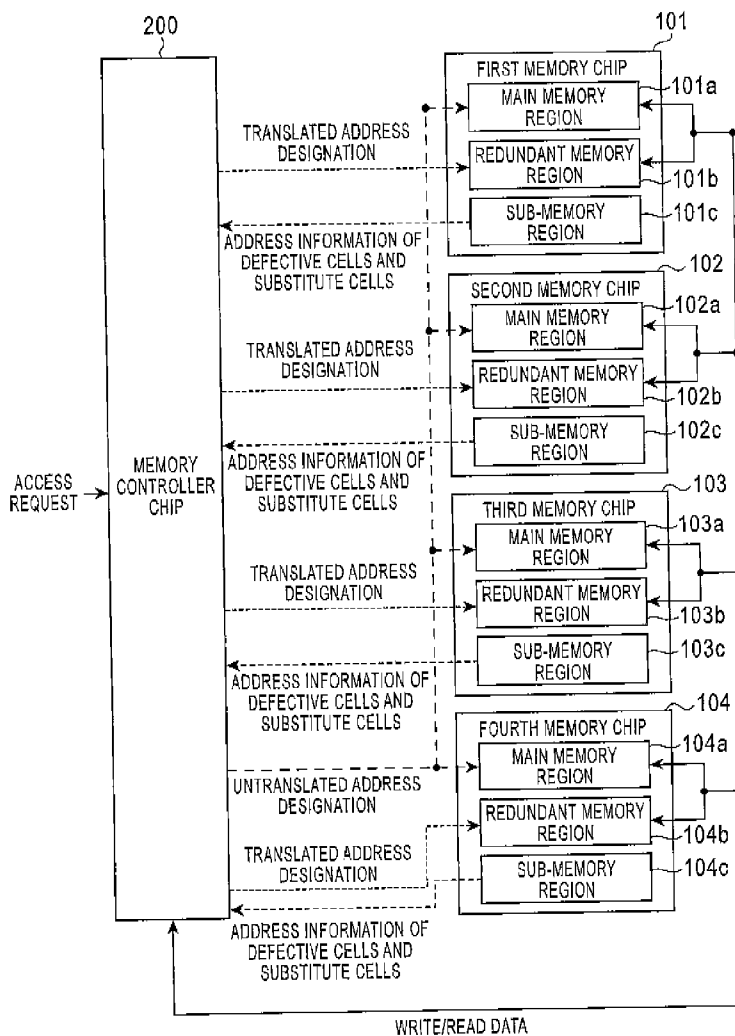 200
101
FIRST MEMORY CHIP
101a
MAIN MEMORY
REGION
TRANSLATED ADDRESS
DESIGNATION
REDUNDANT MEMORY
REGION
101b
SUB-MEMORY
REGION
101c
ADDRESS INFORMATION OF
DEFECTIVE CELLS AND
SUBSTITUTE CELLS
102
SECOND MEMORY CHIP
102a
MAIN MEMORY
REGION
TRANSLATED ADDRESS
DESIGNATION
REDUNDANT MEMORY
REGION
102b
SUB-MEMORY
REGION
102c
ACCESS
REQUEST
MEMORY
CONTROLLER
CHIP
ADDRESS INFORMATION OF
DEFECTIVE CELLS AND
SUBSTITUTE CELLS
103
THIRD MEMORY CHIP
103a
MAIN MEMORY
REGION
TRANSLATED ADDRESS
DESIGNATION
REDUNDANT MEMORY
REGION
103b
SUB-MEMORY
REGION
103c
ADDRESS INFORMATION OF
DEFECTIVE CELLS AND
SUBSTITUTE CELLS
104
FOURTH MEMORY CHIP
104a
MAIN MEMORY
REGION
UNTRANSLATED ADDRESS
DESIGNATION
REDUNDANT MEMORY
REGION
104b
TRANSLATED ADDRESS
DESIGNATION
SUB-MEMORY
REGION
104c
ADDRESS INFORMATION OF
DEFECTIVE CELLS AND
SUBSTITUTE CELLS
WRITE/READ DATA